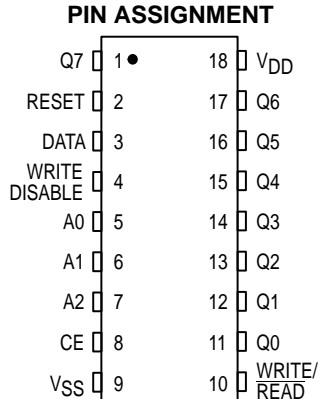 PIN ASSIGNMENT
Q7 1 18 VDD
RESET 2 17 Q6
DATA 3 16 Q5
WRITE
DISABLE 4 15 Q4
A0 5 14 Q3
A1 6 13 Q2
A2 7 12 Q1
CE 8 11 Q0
VSS 9 10 WRITE/
READ